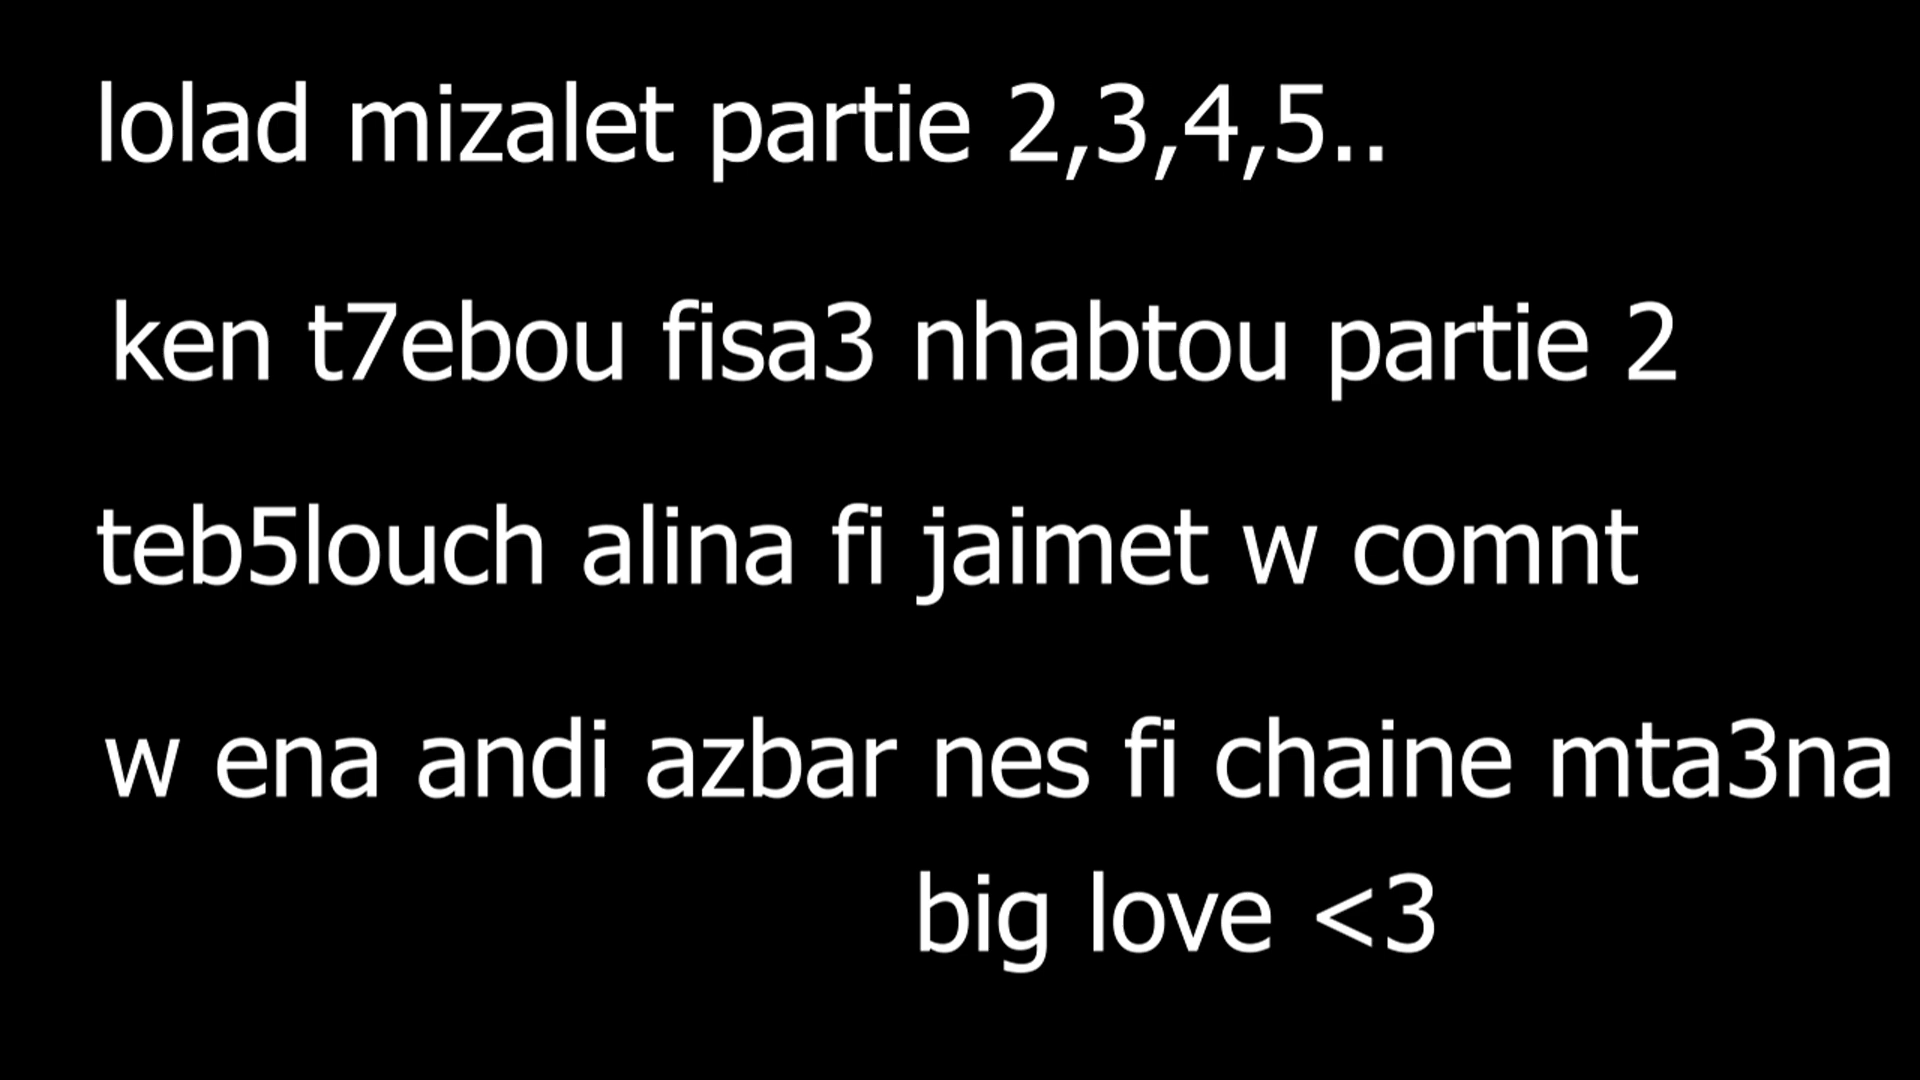 lolad mizalet partie 2,3,4,5..
ken t7ebou fisa3 nhabtou partie 2
teb5louch alina fi jaimet w comnt
w ena andi azbar nes fi chaine mta3na
big love <3